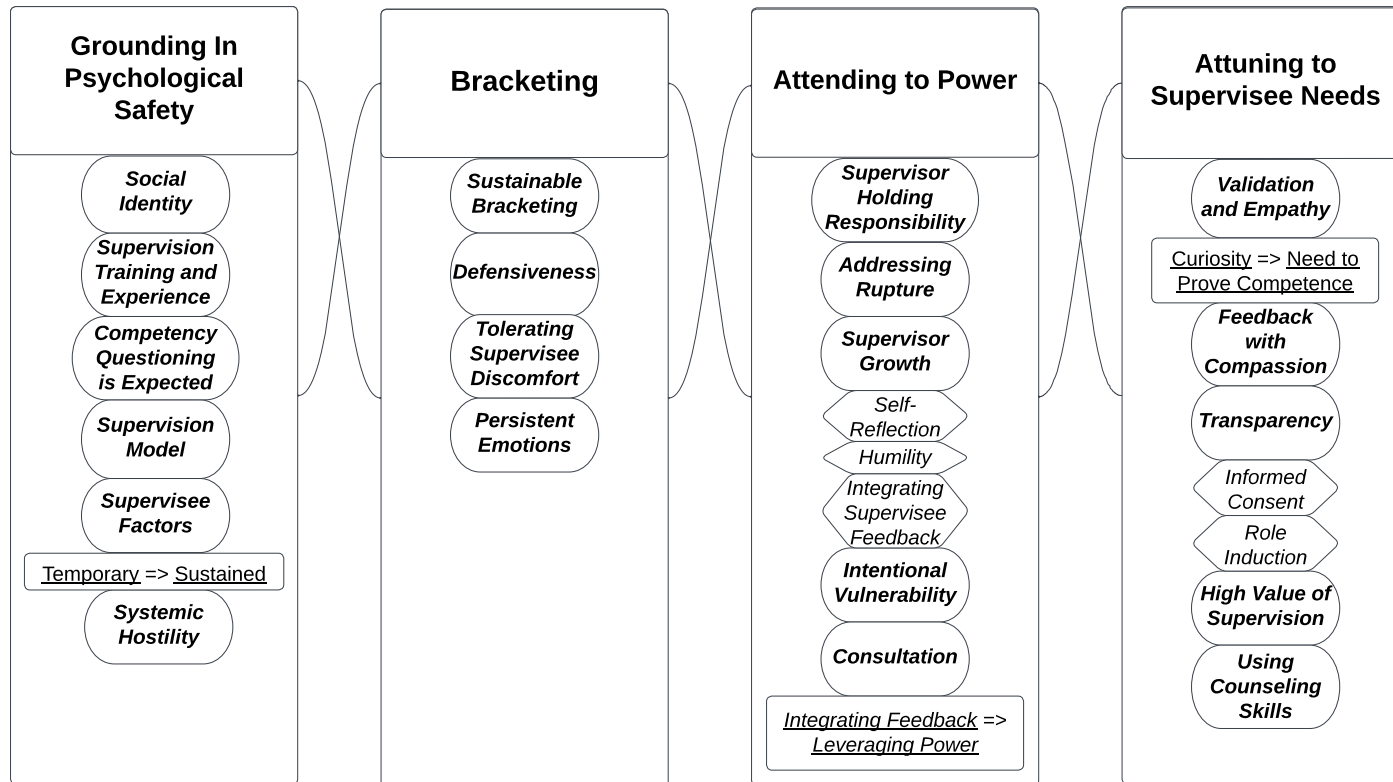 Grounding In
Psychological
Safety
Social
Identity
Supervision
Training and
Experience
Competency
Questioning
is Expected
Supervision
Model
Supervisee
Factors
Temporary => Sustained
Systemic
Hostility
Bracketing
Sustainable
Bracketing
Defensiveness
Tolerating
Supervisee
Discomfort
Persistent
Emotions
Attending to Power
Supervisor
Holding
Responsibility
Addressing
Rupture
Supervisor
Growth
Self-
Reflection
Humility
Integrating
Supervisee
Feedback
Intentional
Vulnerability
Consultation
Integrating Feedback =>
Leveraging Power
Attuning to
Supervisee Needs
Validation
and Empathy
Curiosity => Need to
Prove Competence
Feedback
with
Compassion
Transparency
Informed
Consent
Role
Induction
High Value of
Supervision
Using
Counseling
Skills